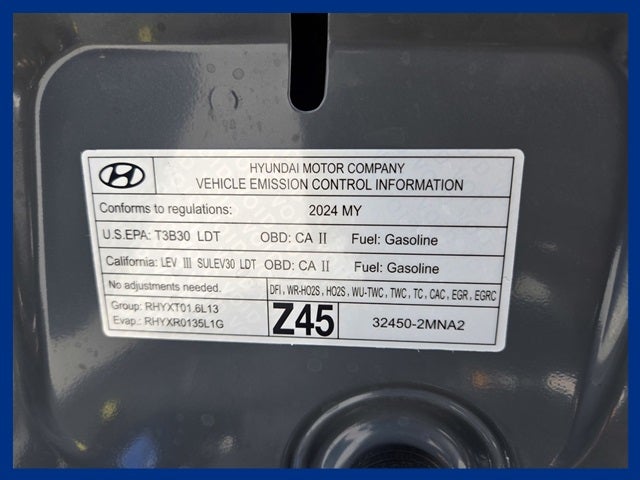 HYUNDAI MOTOR COMPANY
VEHICLE EMISSION CONTROL INFORMATION
Conforms to regulations: 2024 MY
U.S.EPA: T3B30 LDT OBD: CA II Fuel: Gasoline
California: LEV III SULEV30 LDT OBD: CA II Fuel: Gasoline
No adjustments needed. DFI, WR-HO2S, HO2S, WU-TWC, TWC, TC, CAC, EGR, EGRC
Group: RHYXT01.6L13
Evap.: RHYXR0135L1G
Z45
32450-2MNA2